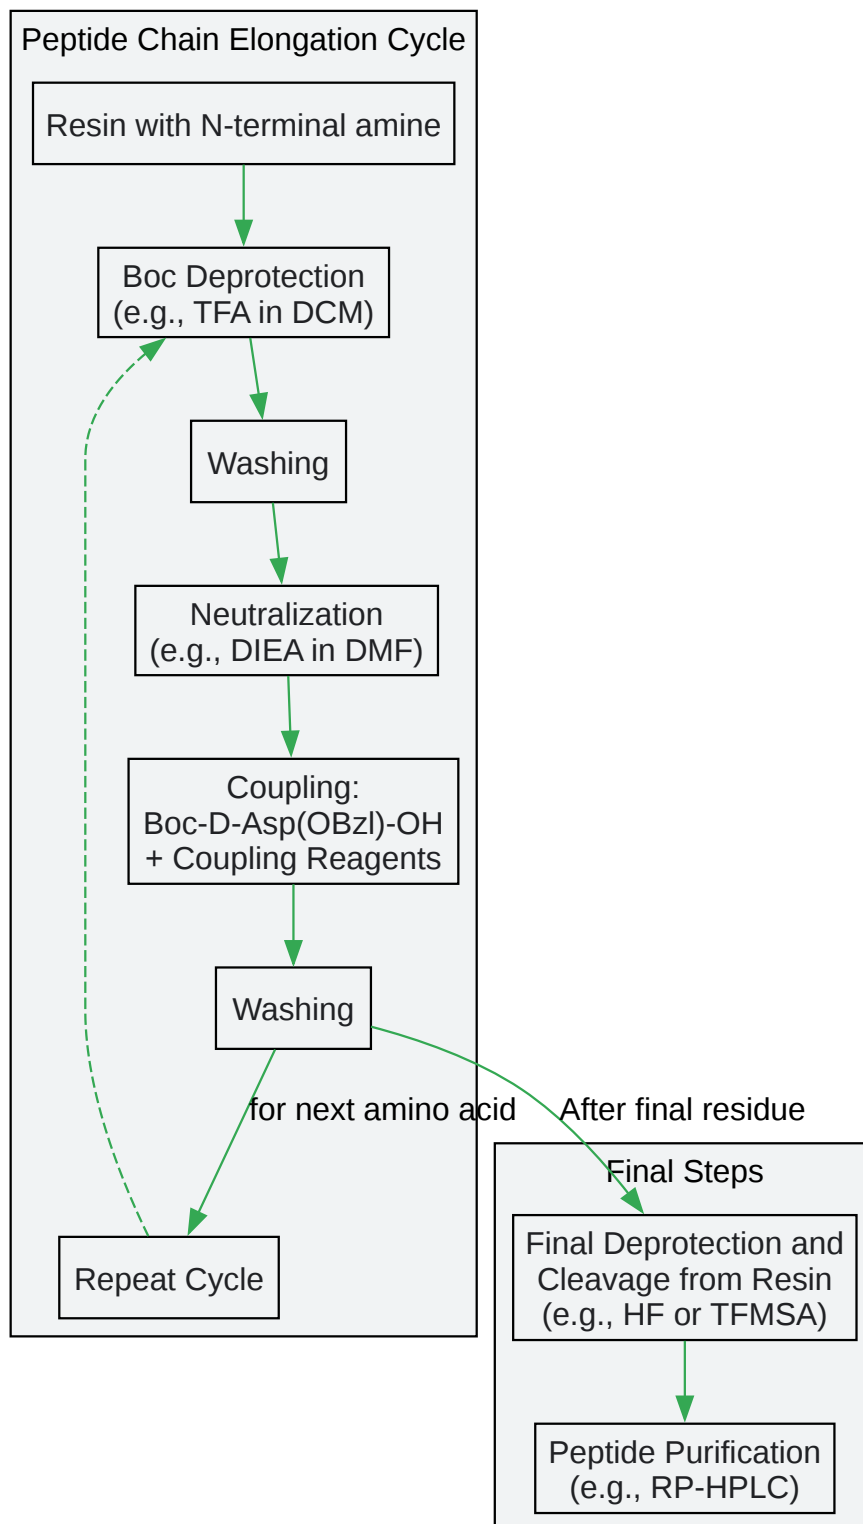 Peptide Chain Elongation Cycle
Resin with N-terminal amine
Boc Deprotection
(e.g., TFA in DCM)
Washing
Neutralization
(e.g., DIEA in DMF)
Coupling:
Boc-D-Asp(OBzl)-OH
+ Coupling Reagents
Washing
for next amino acid
After final residue
Repeat Cycle
Final Steps
Final Deprotection and
Cleavage from Resin
(e.g., HF or TFMSA)
Peptide Purification
(e.g., RP-HPLC)